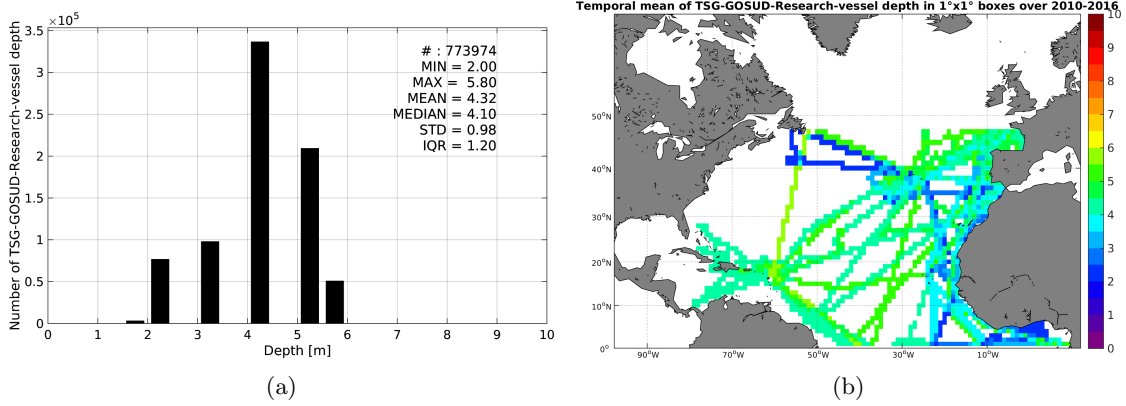 ×10⁵
3.5
3
2.5
2
1.5
1
0.5
0
Number of TSG-GOSUD-Research-vessel depth
# : 773974
MIN = 2.00
MAX = 5.80
MEAN = 4.32
MEDIAN = 4.10
STD = 0.98
IQR = 1.20
0 1 2 3 4 5 6 7 8 9 10
Depth [m]
(a)
Temporal mean of TSG-GOSUD-Research-vessel depth in 1°x1° boxes over 2010-2016
50°N
40°N
30°N
20°N
10°N
0°
90°W 70°W 50°W 30°W 10°W
10
9
8
7
6
5
4
3
2
1
0
(b)